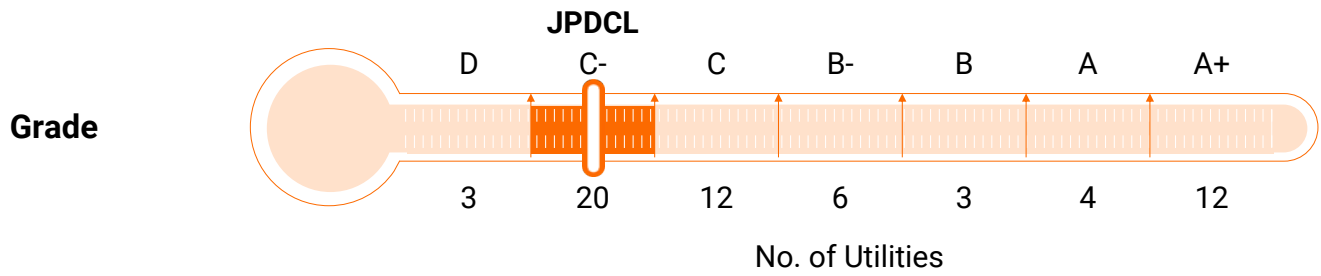 JPDCL
D C- C B- B A A+
Grade
3 20 12 6 3 4 12
No. of Utilities